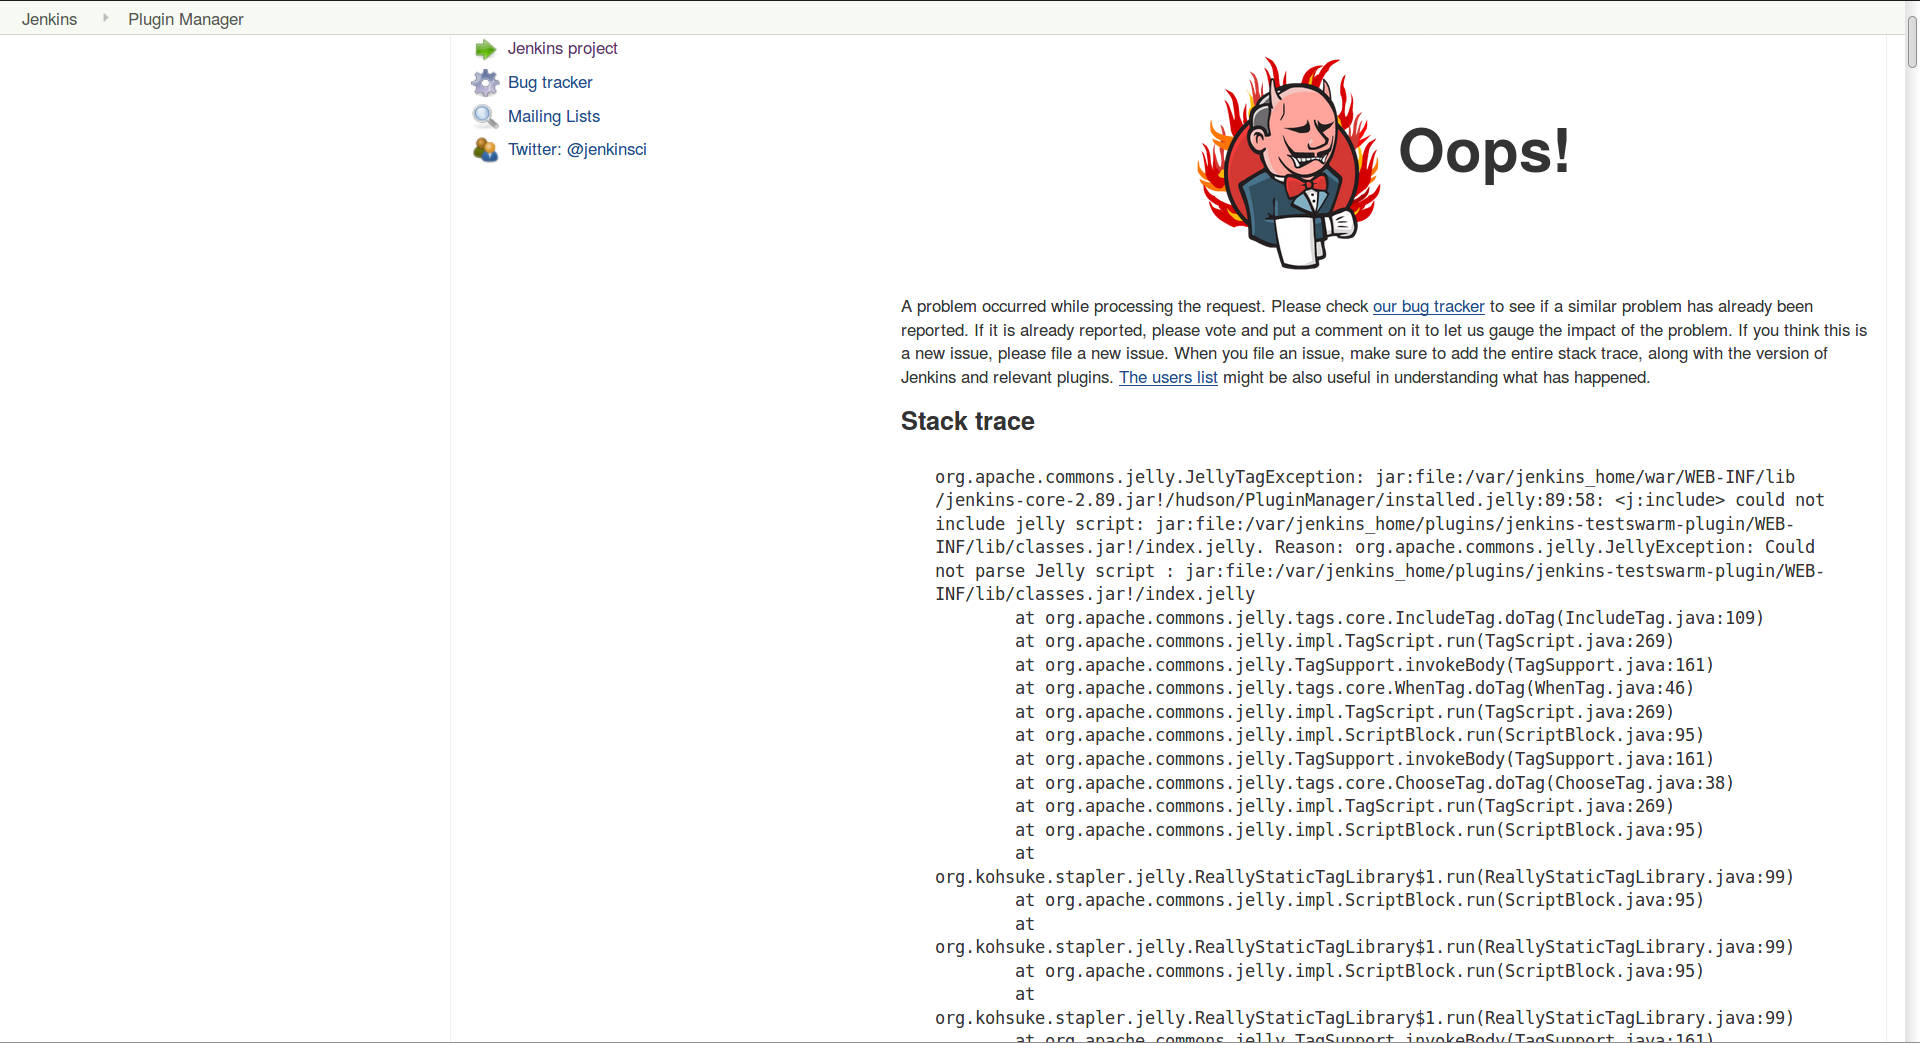 Jenkins
Plugin Manager
Jenkins project
Bug tracker
Mailing Lists
Twitter: @jenkinsci
Oops!
A problem occurred while processing the request. Please check our bug tracker to see if a similar problem has already been
reported. If it is already reported, please vote and put a comment on it to let us gauge the impact of the problem. If you think this is
a new issue, please file a new issue. When you file an issue, make sure to add the entire stack trace, along with the version of
Jenkins and relevant plugins. The users list might be also useful in understanding what has happened.
Stack trace
org.apache.commons.jelly.JellyTagException: jar:file:/var/jenkins_home/war/WEB-INF/lib
/jenkins-core-2.89.jar!/hudson/PluginManager/installed.jelly:89:58: <j:include> could not
include jelly script: jar:file:/var/jenkins_home/plugins/jenkins-testswarm-plugin/WEB-
INF/lib/classes.jar!/index.jelly. Reason: org.apache.commons.jelly.JellyException: Could
not parse Jelly script : jar:file:/var/jenkins_home/plugins/jenkins-testswarm-plugin/WEB-
INF/lib/classes.jar!/index.jelly
at org.apache.commons.jelly.tags.core.IncludeTag.doTag(IncludeTag.java:109)
at org.apache.commons.jelly.impl.TagScript.run(TagScript.java:269)
at org.apache.commons.jelly.TagSupport.invokeBody(TagSupport.java:161)
at org.apache.commons.jelly.tags.core.WhenTag.doTag(WhenTag.java:46)
at org.apache.commons.jelly.impl.TagScript.run(TagScript.java:269)
at org.apache.commons.jelly.impl.ScriptBlock.run(ScriptBlock.java:95)
at org.apache.commons.jelly.TagSupport.invokeBody(TagSupport.java:161)
at org.apache.commons.jelly.tags.core.ChooseTag.doTag(ChooseTag.java:38)
at org.apache.commons.jelly.impl.TagScript.run(TagScript.java:269)
at org.apache.commons.jelly.impl.ScriptBlock.run(ScriptBlock.java:95)
at
org.kohsuke.stapler.jelly.ReallyStaticTagLibrary$1.run(ReallyStaticTagLibrary.java:99)
at org.apache.commons.jelly.impl.ScriptBlock.run(ScriptBlock.java:95)
at
org.kohsuke.stapler.jelly.ReallyStaticTagLibrary$1.run(ReallyStaticTagLibrary.java:99)
at org.apache.commons.jelly.impl.ScriptBlock.run(ScriptBlock.java:95)
at
org.kohsuke.stapler.jelly.ReallyStaticTagLibrary$1.run(ReallyStaticTagLibrary.java:99)
at org.apache.commons.jelly.TagSupport.invokeBody(TagSupport.java:161)